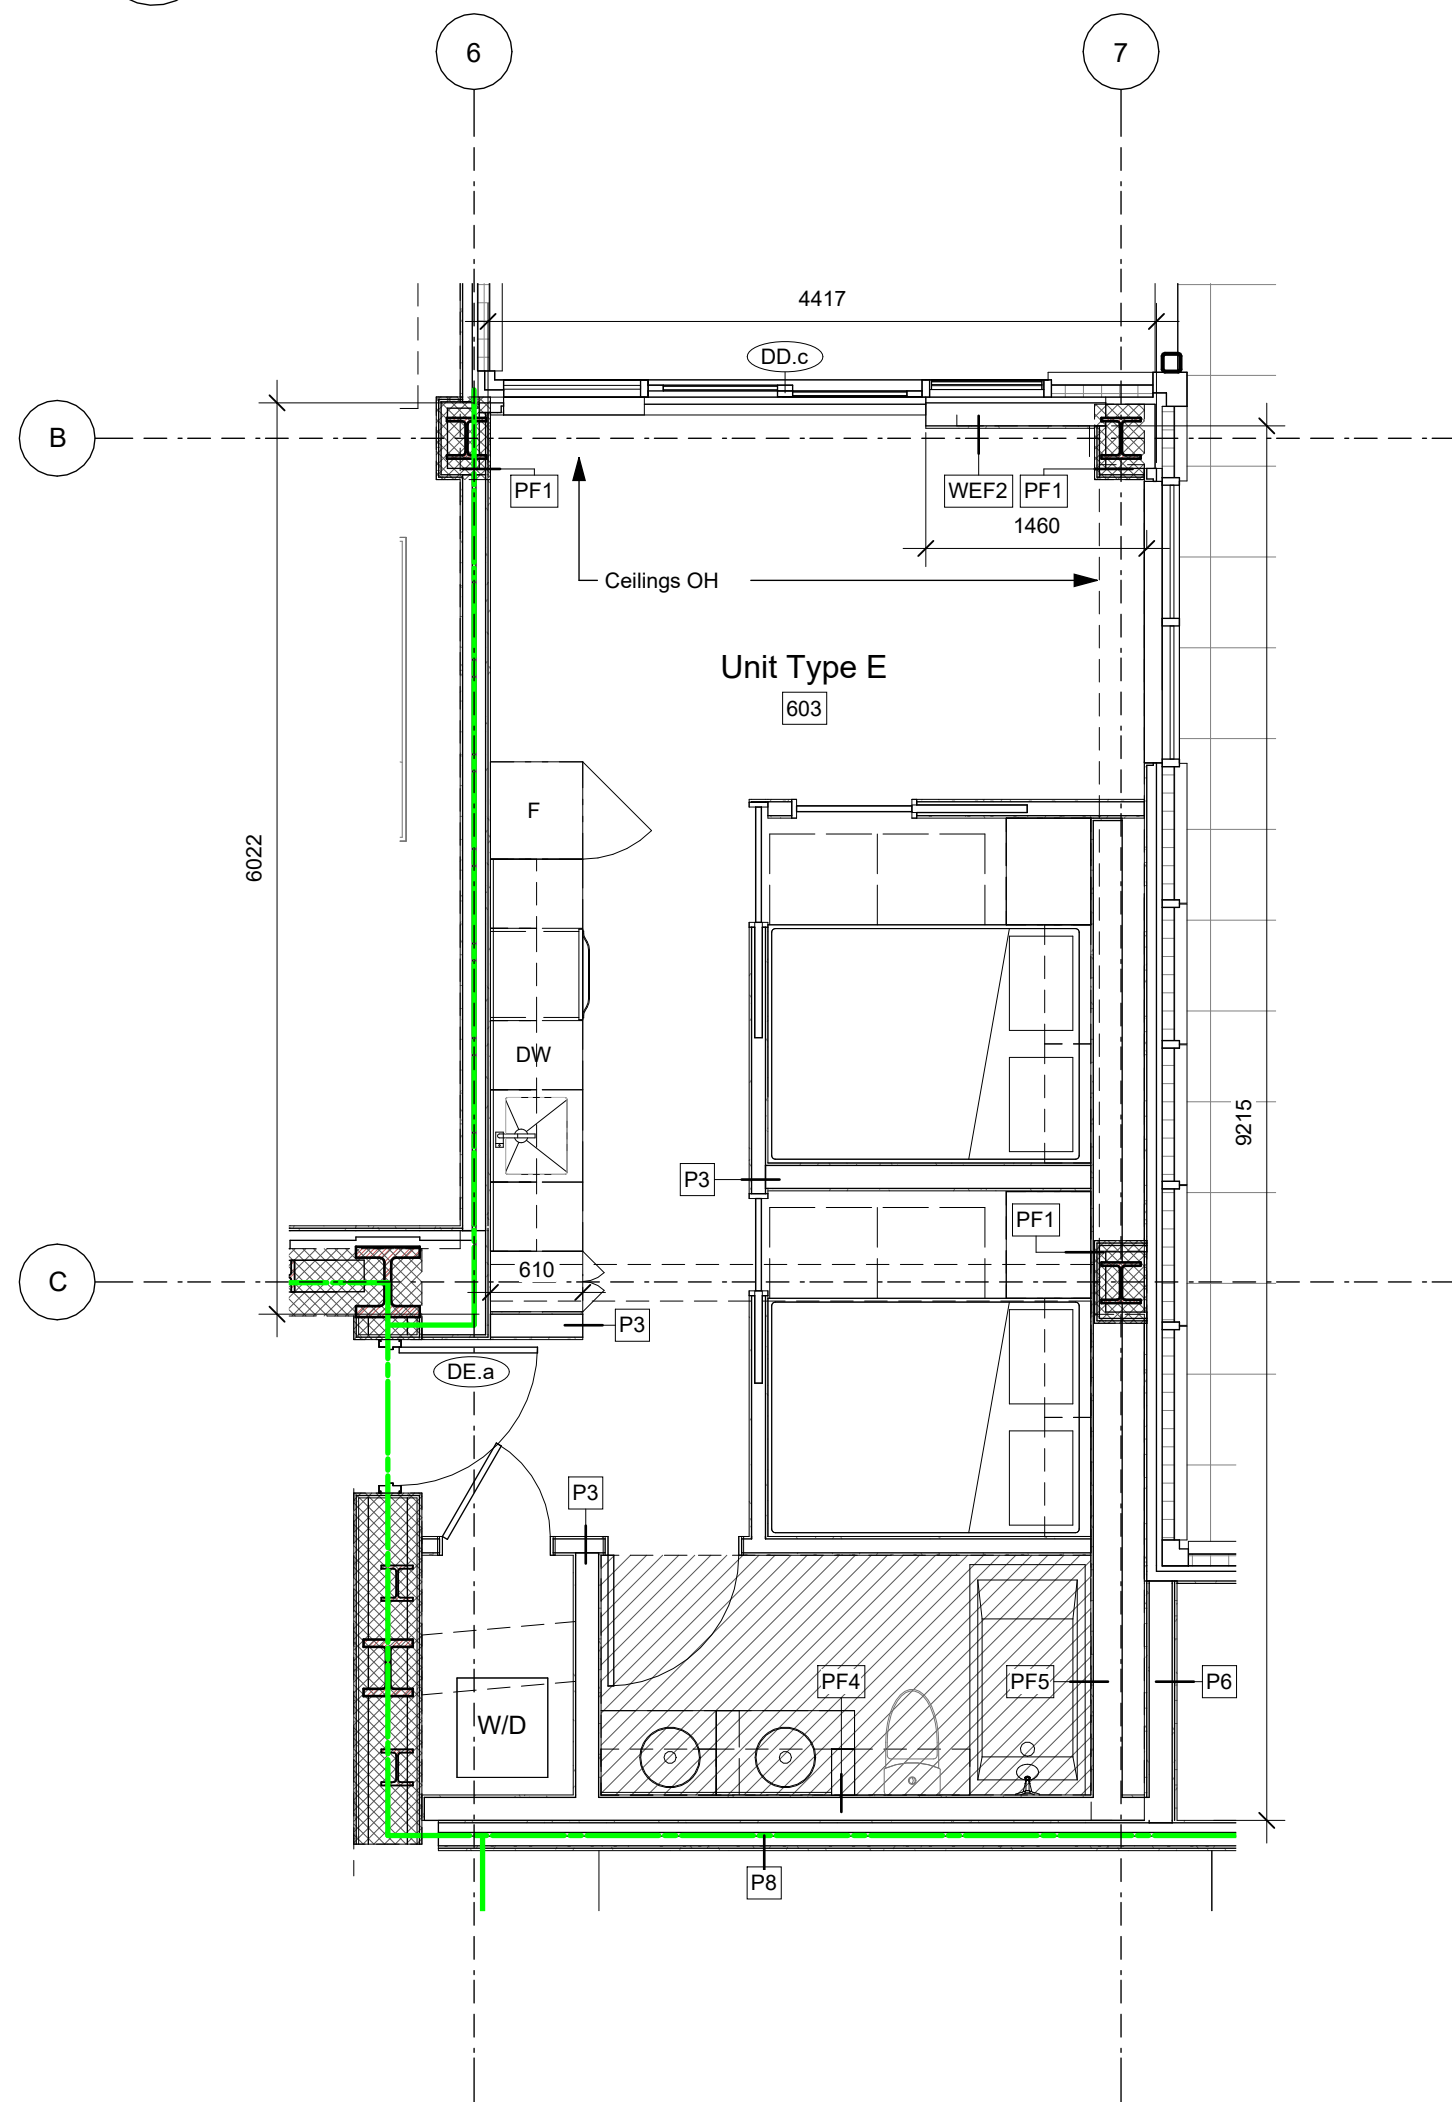 6
7
4417
DD.c
B
PF1
WEF2
PF1
1460
Ceilings OH
Unit Type E
603
F
6022
DW
9215
P3
PF1
C
610
P3
DE.a
P3
PF4
PF5
P6
W/D
P8